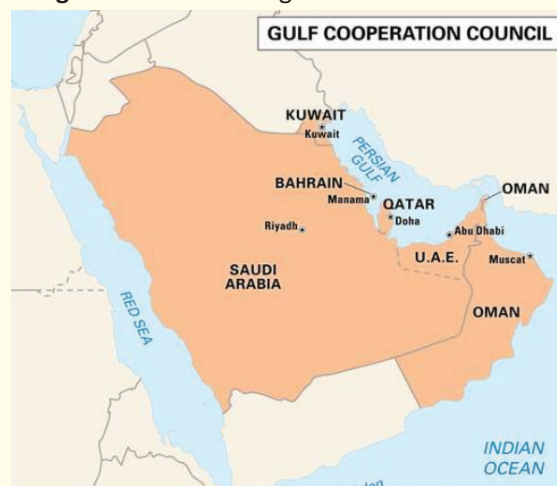 GULF COOPERATION COUNCIL
KUWAIT
Kuwait
PERSIAN
GULF
BAHRAIN
Manama
QATAR
Doha
OMAN
Riyadh
Abu Dhabi
U.A.E.
Muscat
SAUDI
ARABIA
OMAN
RED SEA
INDIAN
OCEAN